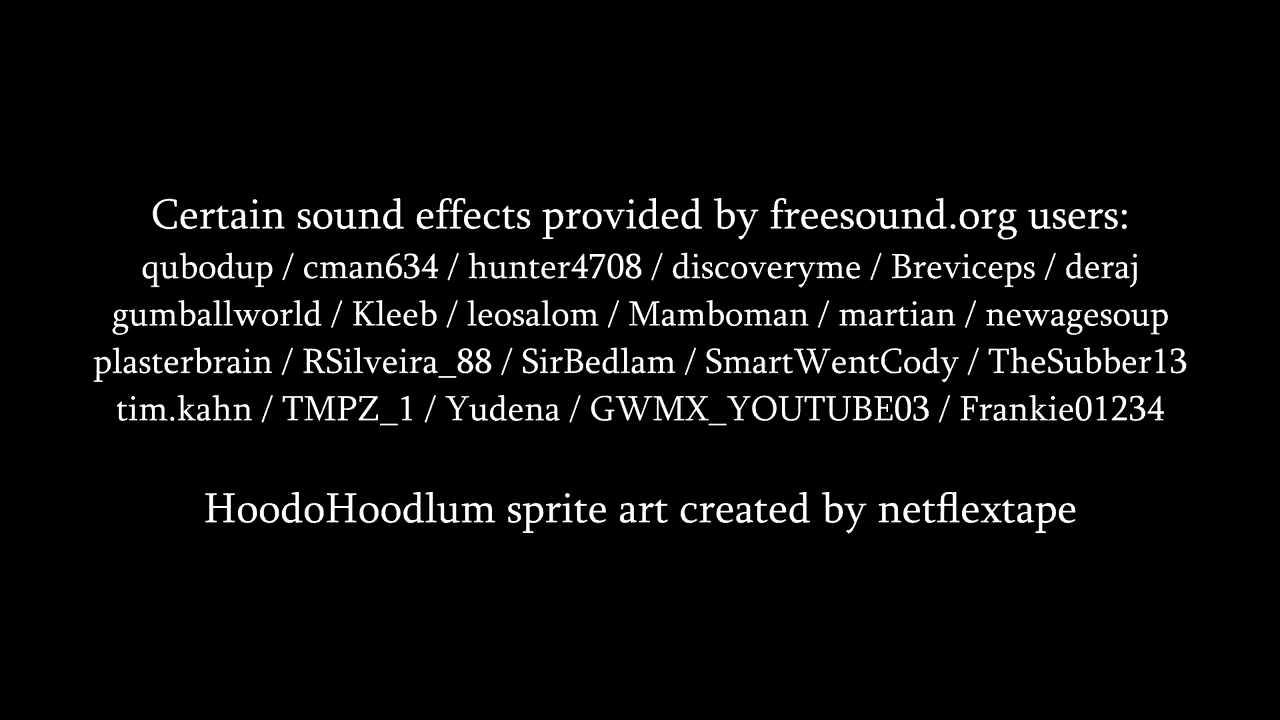 Certain sound effects provided by freesound.org users:
qubodup / cman634 / hunter4708 / discoveryme / Breviceps / deraj
gumballworld / Kleeb / leosalom / Mamboman / martian / newagesoup
plasterbrain / RSilveira_88 / SirBedlam / SmartWentCody / TheSubber13
tim.kahn / TMPZ_1 / Yudena / GWMX_YOUTUBE03 / Frankie01234
HoodoHoodlum sprite art created by netflextape